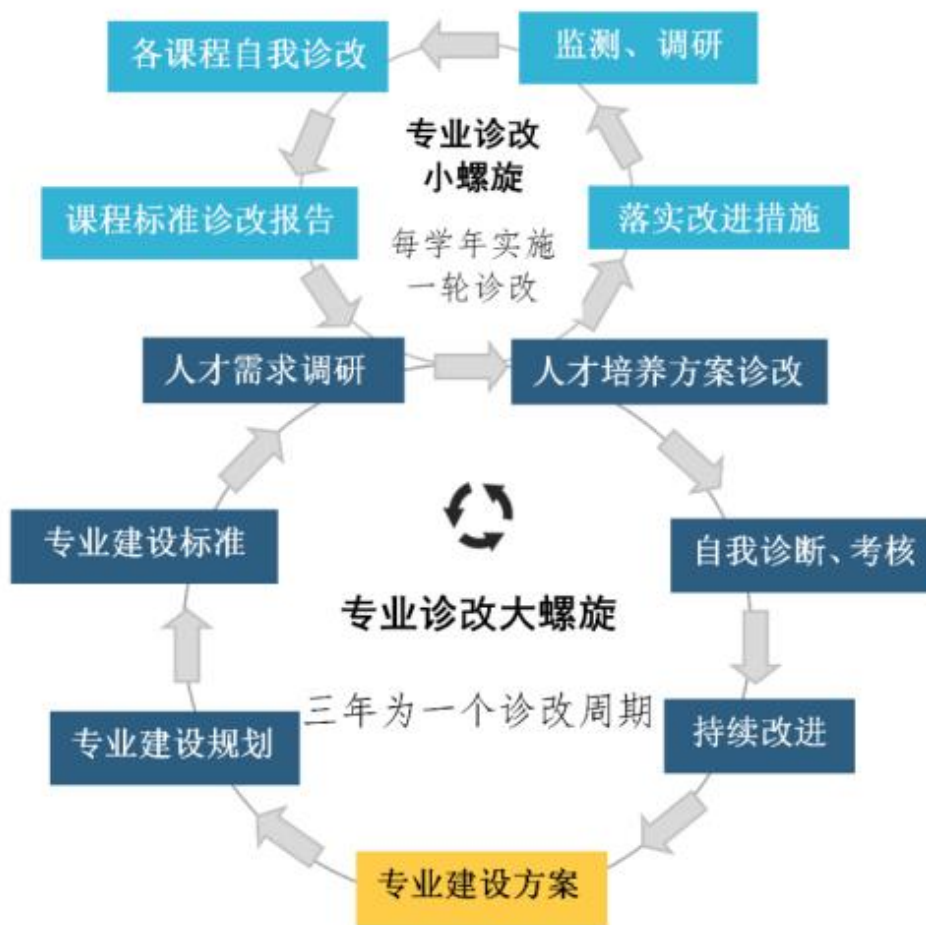 各课程自我诊改
监测、调研
专业诊改
小螺旋
课程标准诊改报告
落实改进措施
每学年实施
一轮诊改
人才需求调研
人才培养方案诊改
专业建设标准
自我诊断、考核
专业诊改大螺旋
三年为一个诊改周期
专业建设规划
持续改进
专业建设方案